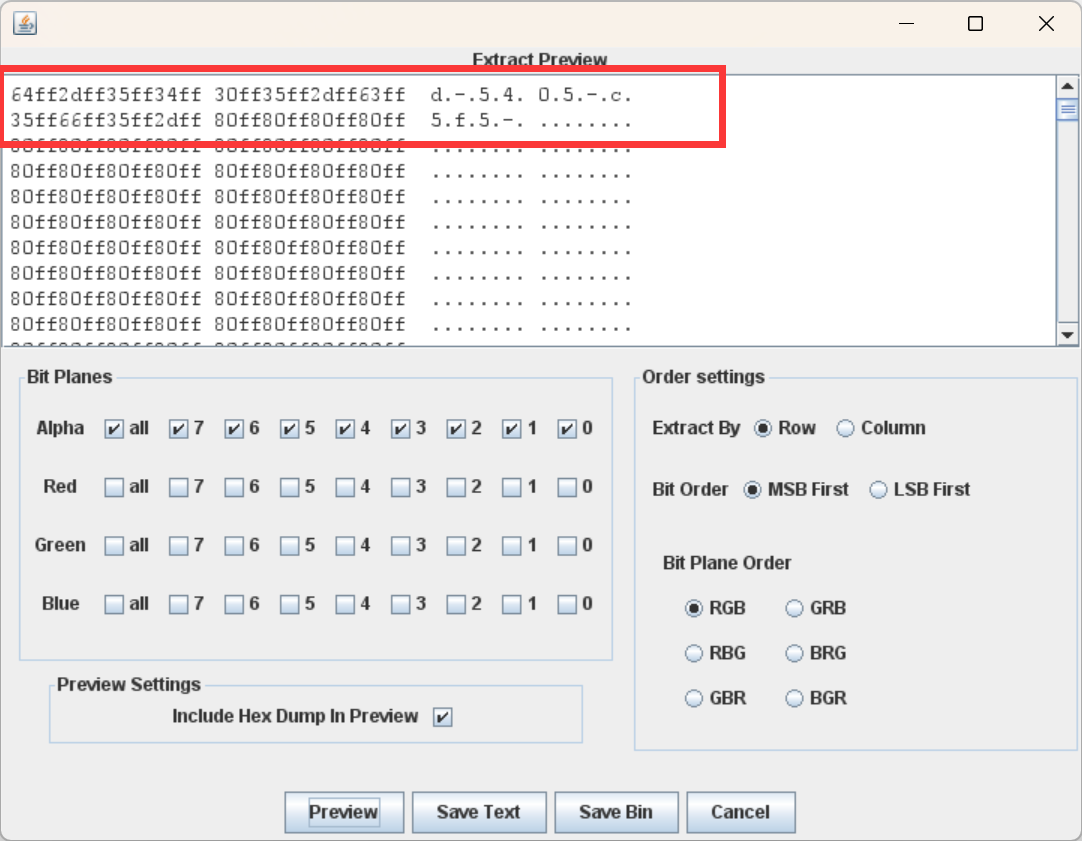 Extract Preview
64ff2dff35ff34ff 30ff35ff2dff63ff d.-.5.4. 0.5.-.c.
35ff66ff35ff2dff 80ff80ff80ff80ff 5.f.5.-. ........
80ff80ff80ff80ff 80ff80ff80ff80ff ........ ........
80ff80ff80ff80ff 80ff80ff80ff80ff ........ ........
80ff80ff80ff80ff 80ff80ff80ff80ff ........ ........
80ff80ff80ff80ff 80ff80ff80ff80ff ........ ........
80ff80ff80ff80ff 80ff80ff80ff80ff ........ ........
80ff80ff80ff80ff 80ff80ff80ff80ff ........ ........
80ff80ff80ff80ff 80ff80ff80ff80ff ........ ........
80ff80ff80ff80ff 80ff80ff80ff80ff ........ ........
Bit Planes
Alpha all 7 6 5 4 3 2 1 0
Red all 7 6 5 4 3 2 1 0
Green all 7 6 5 4 3 2 1 0
Blue all 7 6 5 4 3 2 1 0
Preview Settings
Include Hex Dump In Preview
Order settings
Extract By Row Column
Bit Order MSB First LSB First
Bit Plane Order
RGB GRB
RBG BRG
GBR BGR
Preview Save Text Save Bin Cancel